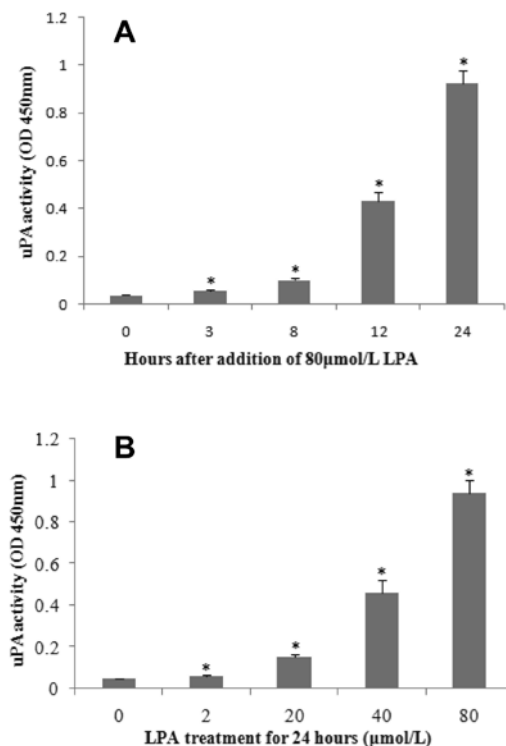 A
uPA activity (OD 450nm)
1.2
1
0.8
0.6
0.4
0.2
0
* * * *
0 3 8 12 24
Hours after addition of 80μmol/L LPA
B
uPA activity (OD 450nm)
1.2
1
0.8
0.6
0.4
0.2
0
* * * *
0 2 20 40 80
LPA treatment for 24 hours (μmol/L)